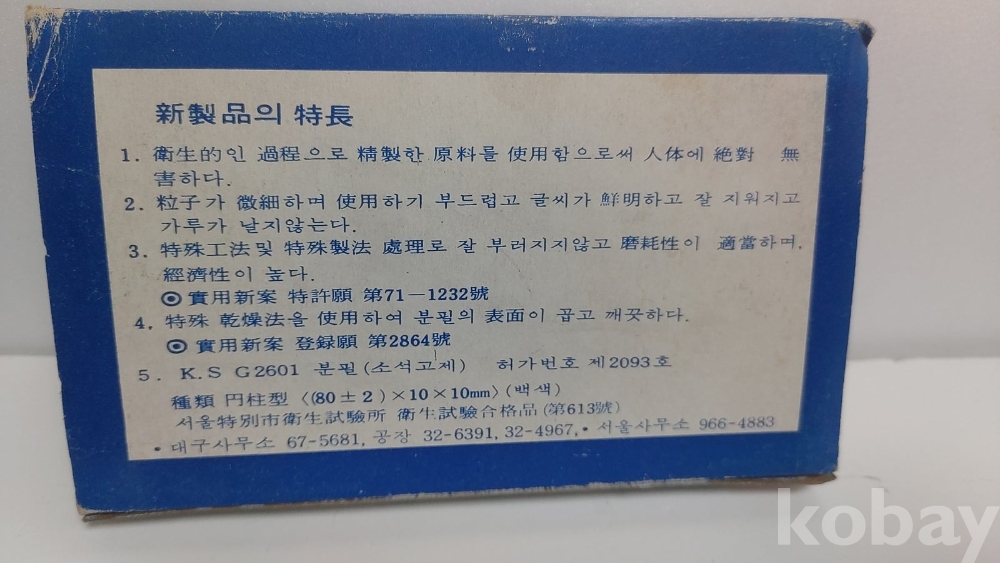 新製品의 特長
1. 衛生的인 過程으로 精製한 原料를 使用함으로써 人体에 絶對 無
害하다.
2. 粒子가 微細하며 使用하기 부드럽고 글씨가 鮮明하고 잘 지워지고
가루가 날지않는다.
3. 特殊工法및 特殊製法 處理로 잘 부러지지않고 磨耗性이 適當하며,
經濟性이 높다.
◉ 實用新案 特許願 第71-1232號
4. 特殊 乾燥法을 使用하여 분필의 表面이 곱고 깨끗하다.
◉ 實用新案 登録願 第2864號
5. K.S G2601 분필(소석고제) 허가번호 제2093호
種類 円柱型 〈(80±2)×10×10mm〉(백색)
서울特別市衛生試驗所 衛生試驗合格品(第613號)
• 대구사무소 67-5681, 공장 32-6391, 32-4967, • 서울사무소 966-4883
kobay